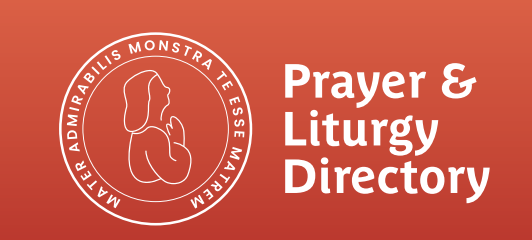 MATER ADMIRABILIS MONSTRA TE ESSE MATREM
Prayer &
Liturgy
Directory